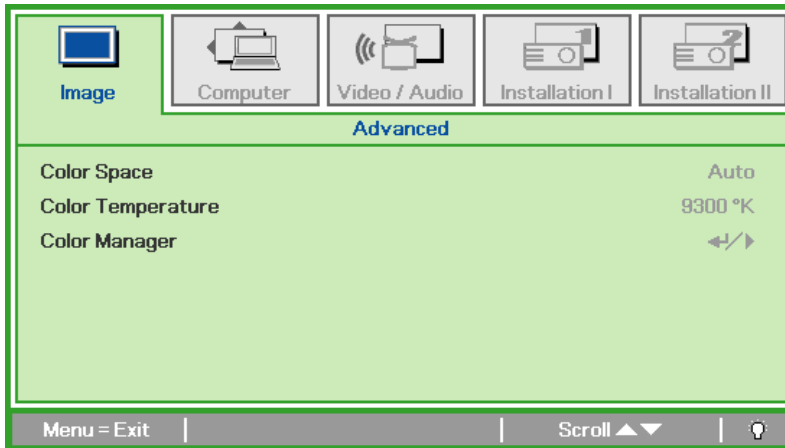 Image Computer Video / Audio Installation I Installation II
Advanced
Color Space Auto
Color Temperature 9300 °K
Color Manager
Menu = Exit Scroll